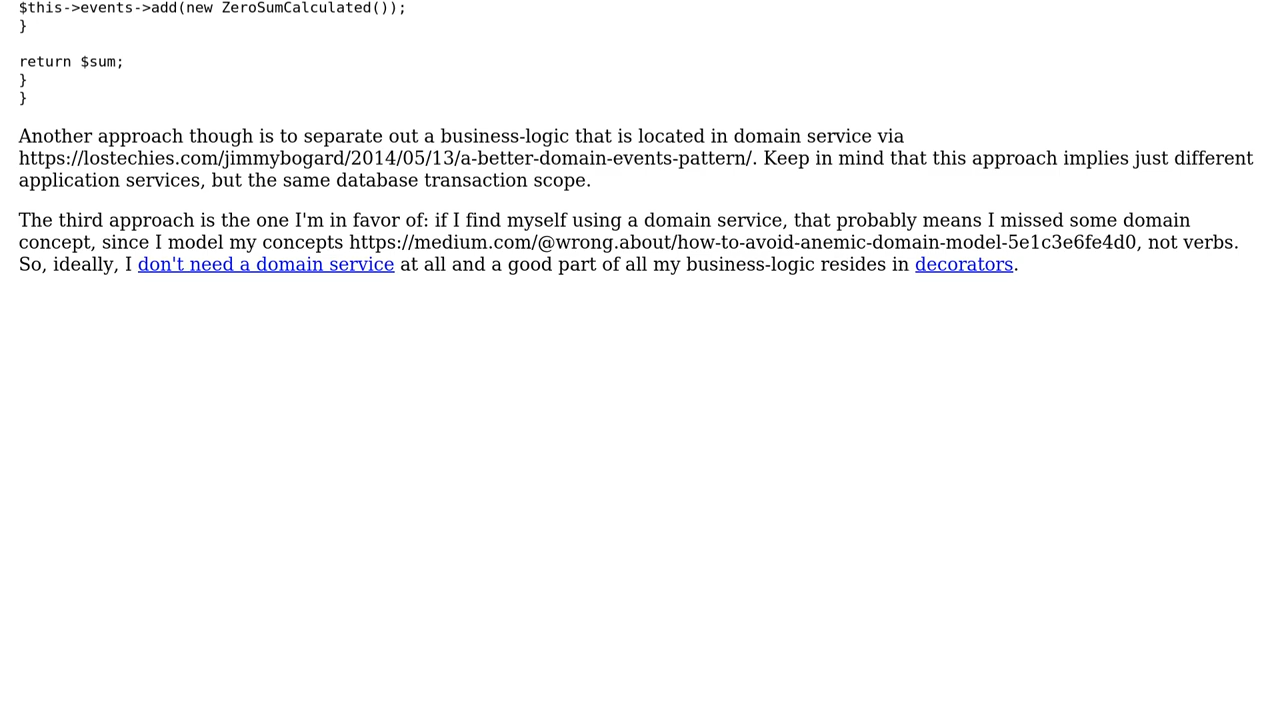 $this->events->add(new ZeroSumCalculated());
}
return $sum;
}
}
Another approach though is to separate out a business-logic that is located in domain service via
https://lostechies.com/jimmybogard/2014/05/13/a-better-domain-events-pattern/. Keep in mind that this approach implies just different
application services, but the same database transaction scope.
The third approach is the one I'm in favor of: if I find myself using a domain service, that probably means I missed some domain
concept, since I model my concepts https://medium.com/@wrong.about/how-to-avoid-anemic-domain-model-5e1c3e6fe4d0, not verbs.
So, ideally, I don't need a domain service at all and a good part of all my business-logic resides in decorators.